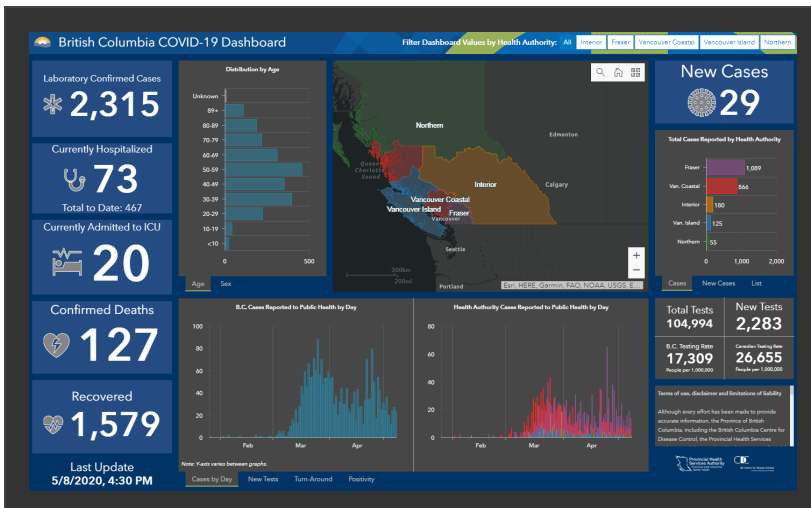 British Columbia COVID-19 Dashboard
Filter Dashboard Values by Health Authority: All Interior Fraser Vancouver Coastal Vancouver Island Northern
Laboratory Confirmed Cases
2,315
Currently Hospitalized
73
Total to Date: 467
Currently Admitted to ICU
20
Confirmed Deaths
127
Recovered
1,579
Last Update
5/8/2020, 4:30 PM
Distribution by Age
Unknown
89+
80-89
70-79
60-69
50-59
40-49
30-39
20-29
10-19
<10
0 500
Age Sex
Northern
Edmonton
Queen
Charlotte
Sound
Interior
Calgary
Vancouver Coastal
Vancouver Island Fraser
Vancouver
Seattle
300km
200mi
Portland
Esri, HERE, Garmin, FAO, NOAA, USGS, E...
+
−
New Cases
29
Total Cases Reported by Health Authority
Fraser 1,089
Van. Coastal 866
Interior 180
Van. Island 125
Northern 55
0 1,000 2,000
Cases New Cases List
B.C. Cases Reported to Public Health by Day
100
80
60
40
20
0
Feb Mar Apr
Note: Y-axis varies between graphs.
Health Authority Cases Reported to Public Health by Day
80
60
40
20
0
Feb Mar Apr
Cases by Day New Tests Turn-Around Positivity
Total Tests
104,994
New Tests
2,283
B.C. Testing Rate
17,309
People per 1,000,000
Canadian Testing Rate
26,655
People per 1,000,000
Terms of use, disclaimer and limitations of liability
Although every effort has been made to provide
accurate information, the Province of British
Columbia, including the British Columbia Centre for
Disease Control, the Provincial Health Services
Provincial Health
Services Authority